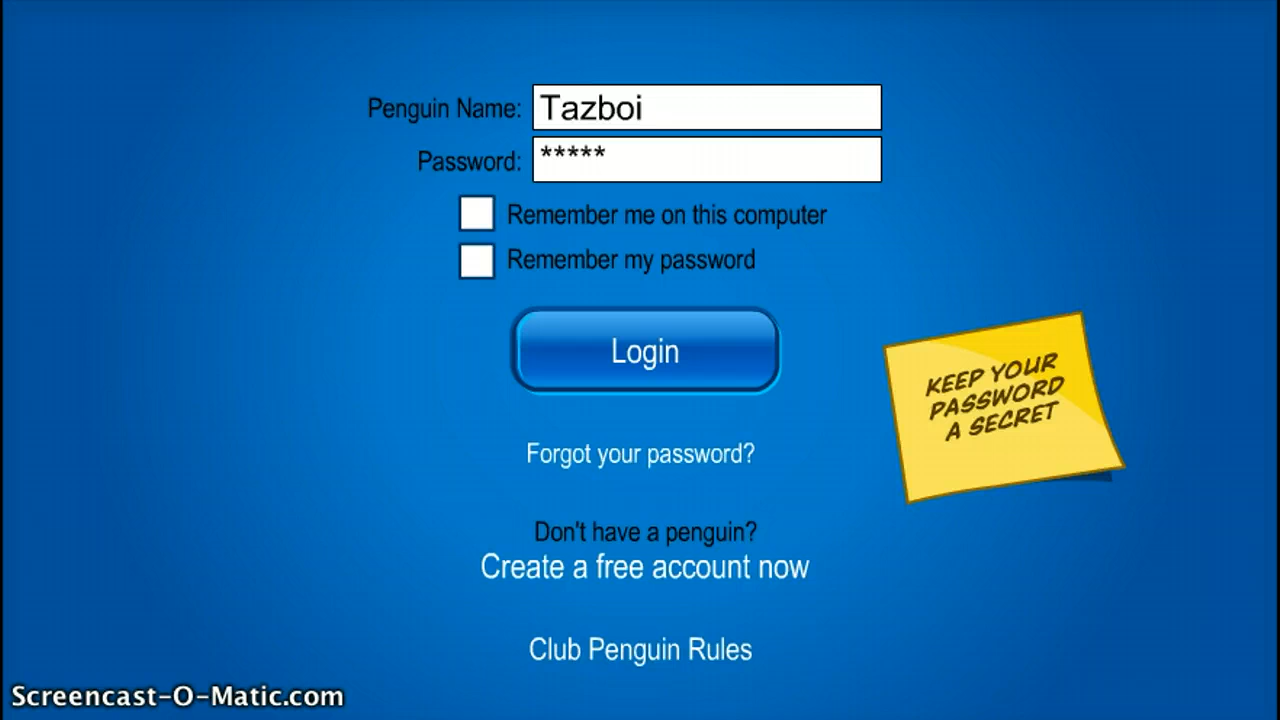 Penguin Name: Tazboi
Password: *****
Remember me on this computer
Remember my password
Login
KEEP YOUR
PASSWORD
A SECRET
Forgot your password?
Don't have a penguin?
Create a free account now
Club Penguin Rules
Screencast-O-Matic.com